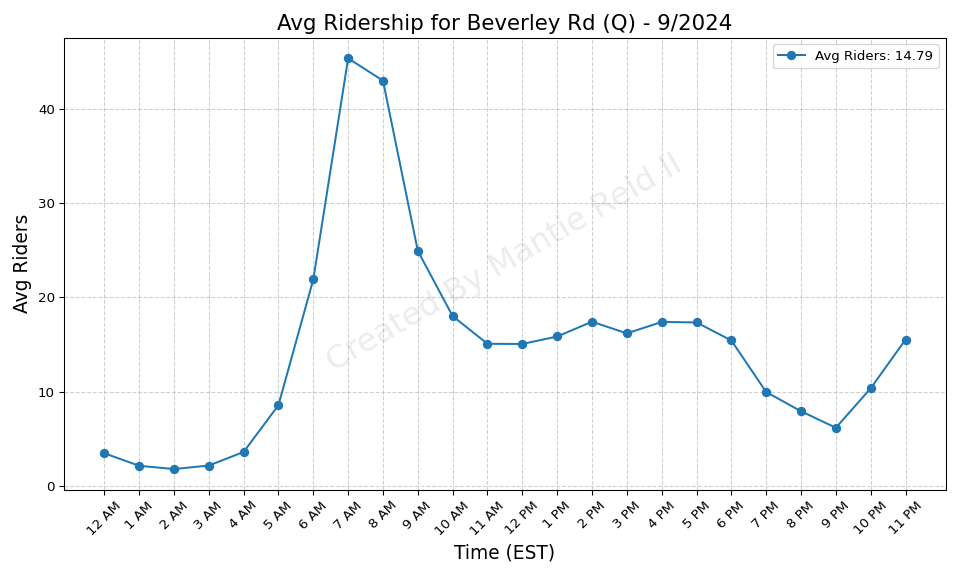 Avg Ridership for Beverley Rd (Q) - 9/2024
Avg Riders: 14.79
Avg Riders
40
30
20
10
0
Created By Mantie Reid II
12 AM
1 AM
2 AM
3 AM
4 AM
5 AM
6 AM
7 AM
8 AM
9 AM
10 AM
11 AM
12 PM
1 PM
2 PM
3 PM
4 PM
5 PM
6 PM
7 PM
8 PM
9 PM
10 PM
11 PM
Time (EST)